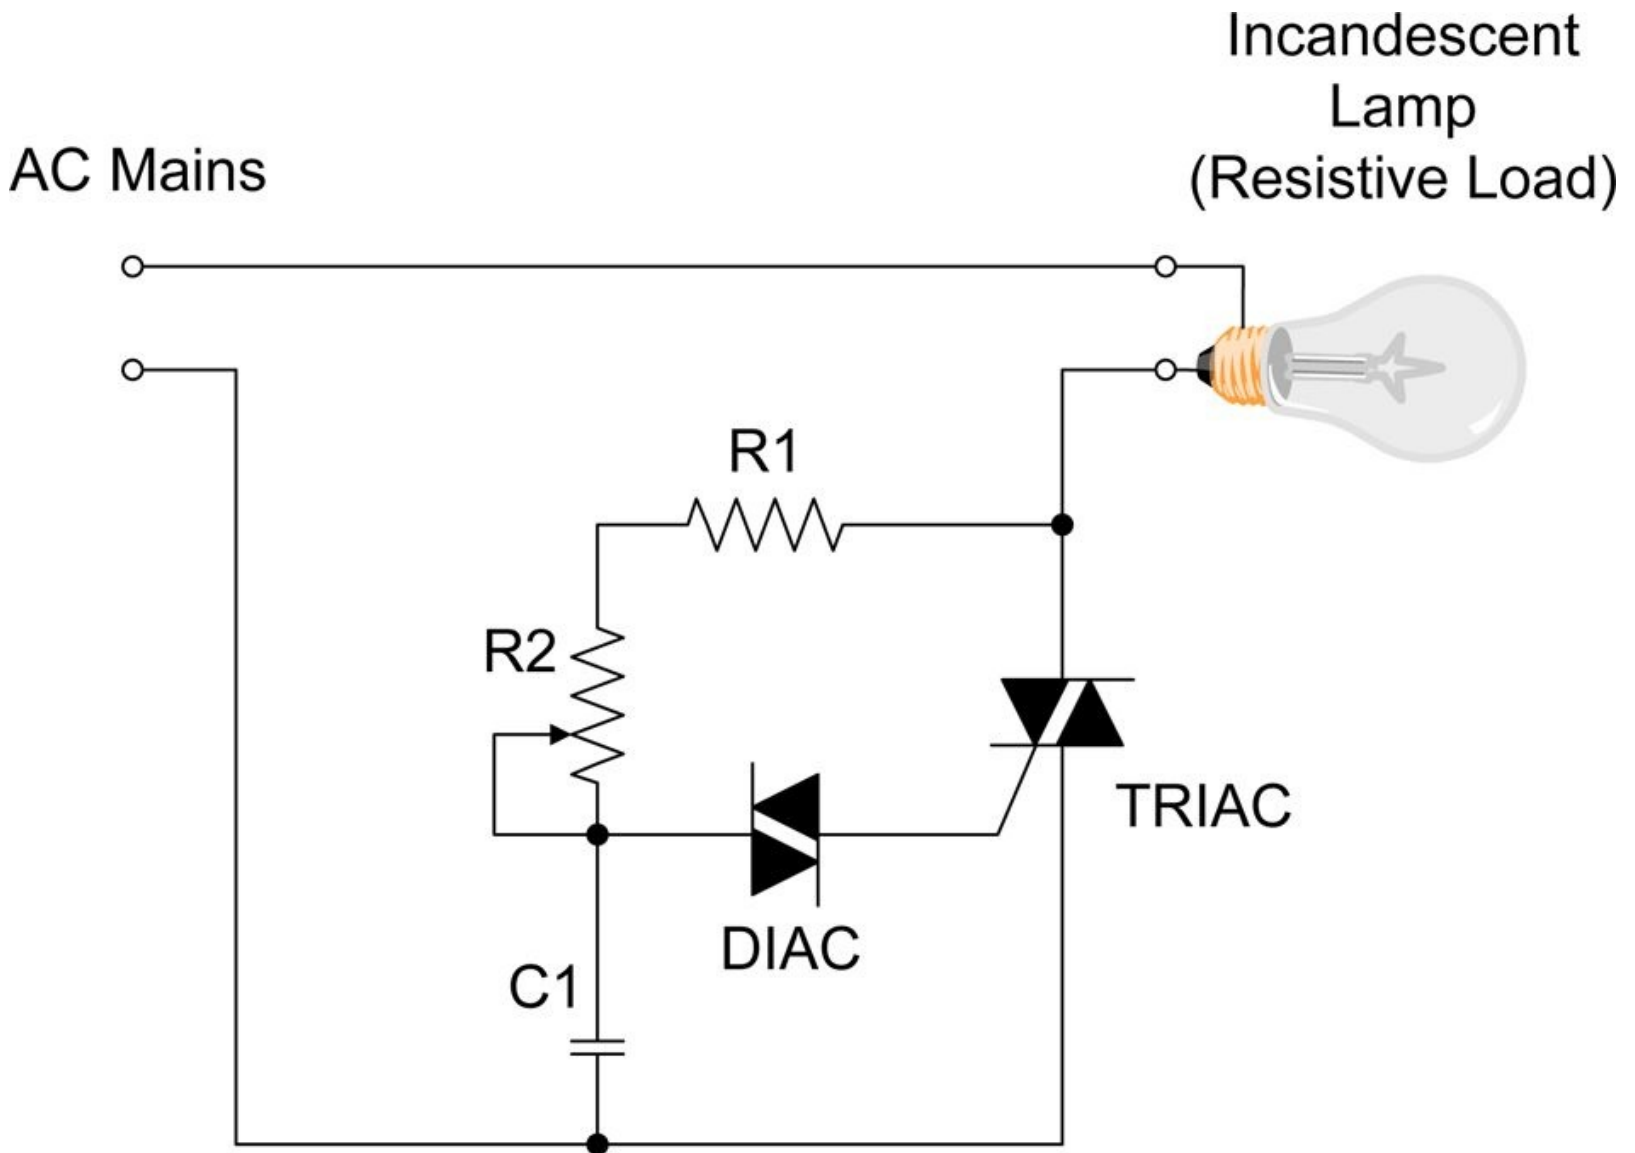 Incandescent
Lamp
(Resistive Load)
AC Mains
R1
R2
TRIAC
DIAC
C1